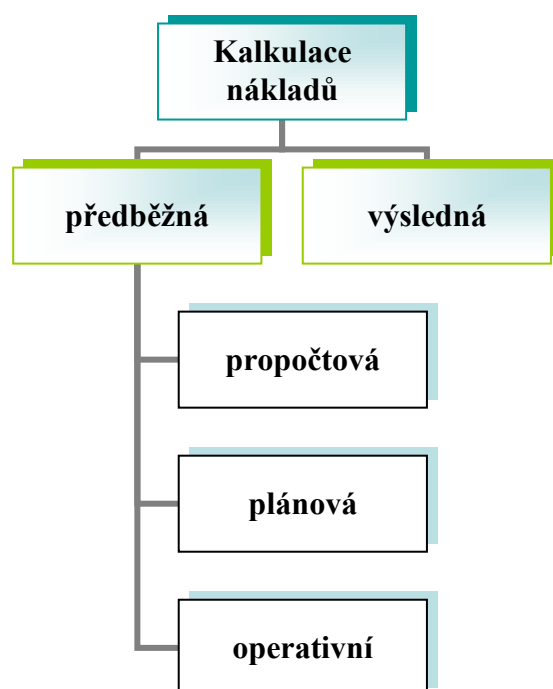 Kalkulace
nákladů
předběžná
výsledná
propočtová
plánová
operativní